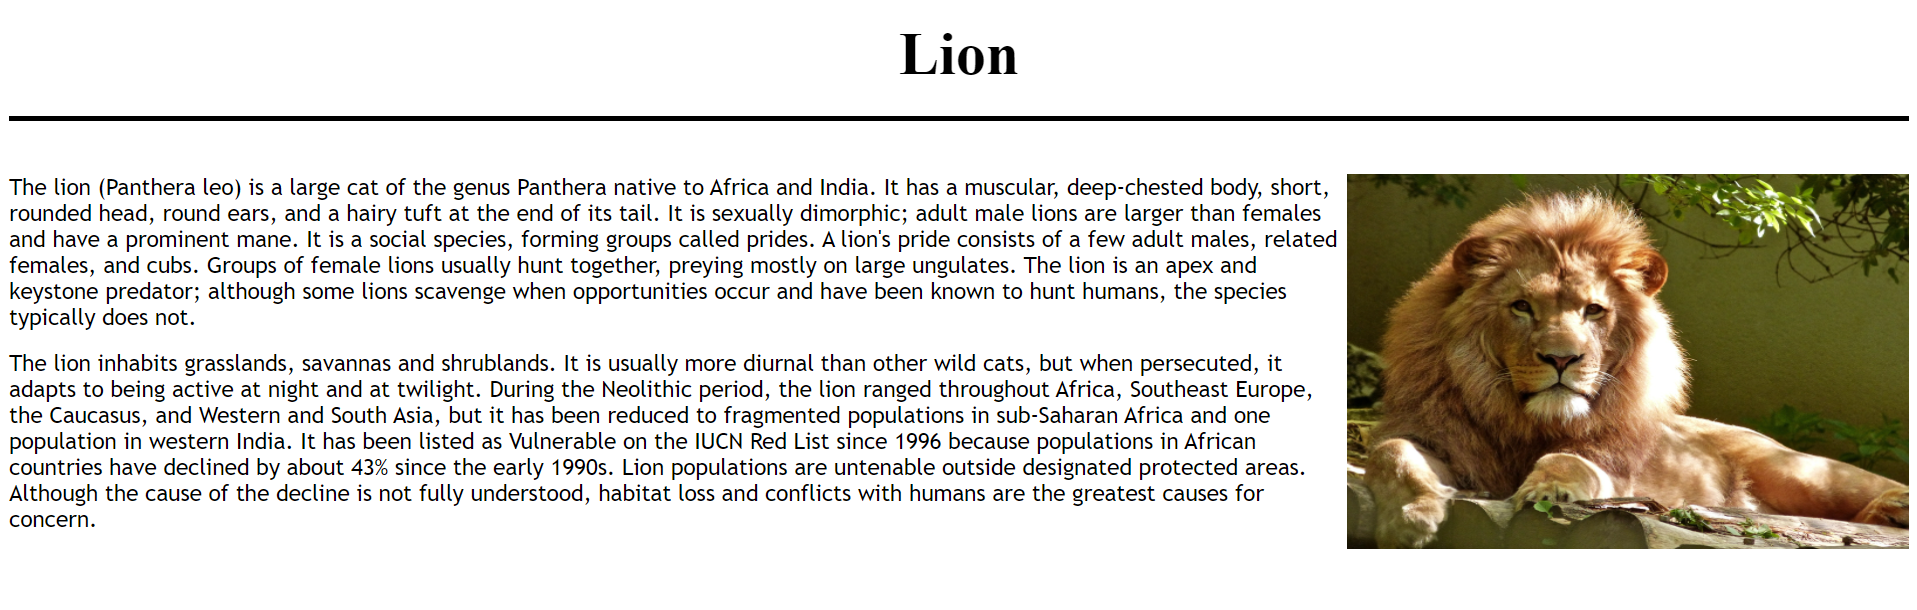 Lion
The lion (Panthera leo) is a large cat of the genus Panthera native to Africa and India. It has a muscular, deep-chested body, short,
rounded head, round ears, and a hairy tuft at the end of its tail. It is sexually dimorphic; adult male lions are larger than females
and have a prominent mane. It is a social species, forming groups called prides. A lion's pride consists of a few adult males, related
females, and cubs. Groups of female lions usually hunt together, preying mostly on large ungulates. The lion is an apex and
keystone predator; although some lions scavenge when opportunities occur and have been known to hunt humans, the species
typically does not.
The lion inhabits grasslands, savannas and shrublands. It is usually more diurnal than other wild cats, but when persecuted, it
adapts to being active at night and at twilight. During the Neolithic period, the lion ranged throughout Africa, Southeast Europe,
the Caucasus, and Western and South Asia, but it has been reduced to fragmented populations in sub-Saharan Africa and one
population in western India. It has been listed as Vulnerable on the IUCN Red List since 1996 because populations in African
countries have declined by about 43% since the early 1990s. Lion populations are untenable outside designated protected areas.
Although the cause of the decline is not fully understood, habitat loss and conflicts with humans are the greatest causes for
concern.